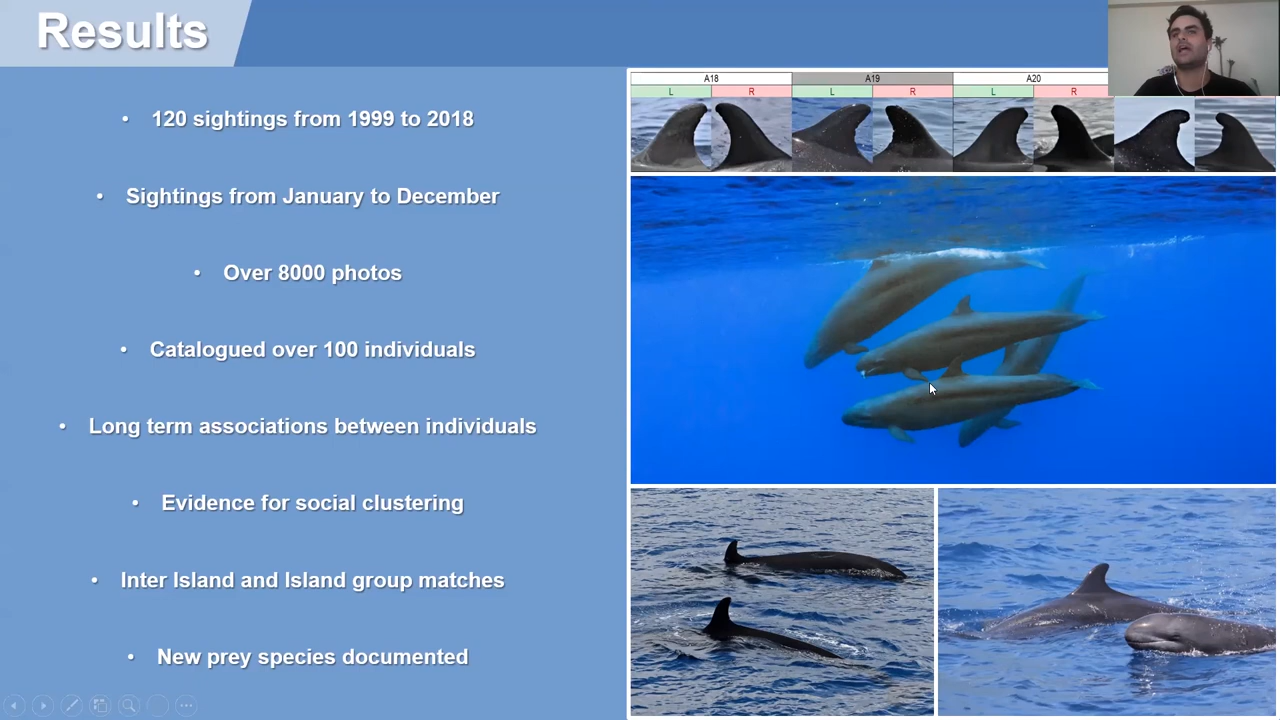 Results
• 120 sightings from 1999 to 2018
• Sightings from January to December
• Over 8000 photos
• Catalogued over 100 individuals
• Long term associations between individuals
• Evidence for social clustering
• Inter Island and Island group matches
• New prey species documented
A18 A19 A20
L R L R L R